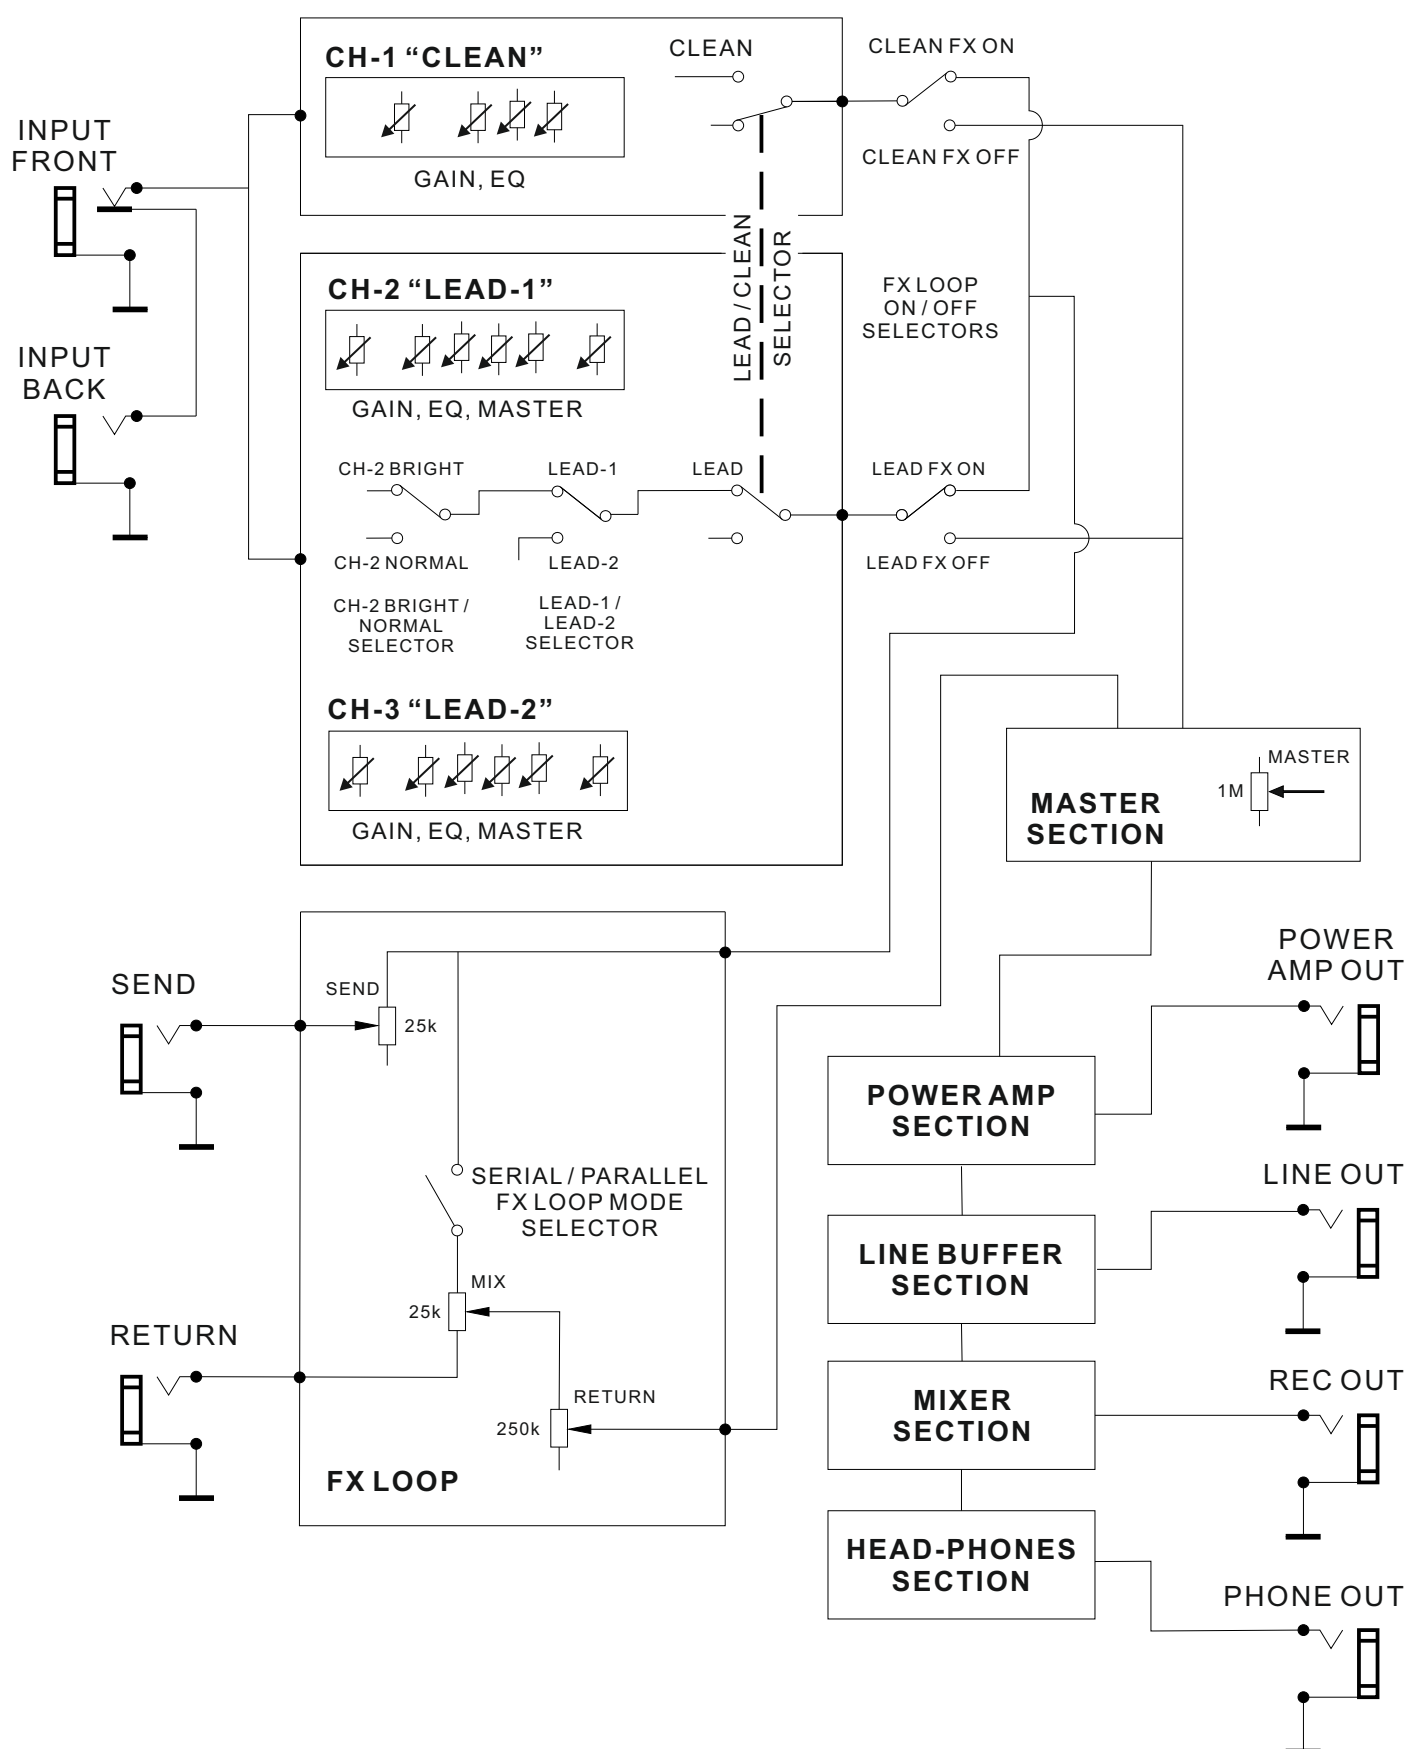 INPUT
FRONT
INPUT
BACK
CH-1 “CLEAN”
GAIN, EQ
CLEAN
CLEAN FX ON
CLEAN FX OFF
LEAD / CLEAN
SELECTOR
CH-2 “LEAD-1”
GAIN, EQ, MASTER
FX LOOP
ON / OFF
SELECTORS
CH-2 BRIGHT
LEAD-1
LEAD
LEAD FX ON
CH-2 NORMAL
LEAD-2
LEAD FX OFF
CH-2 BRIGHT /
NORMAL
SELECTOR
LEAD-1 /
LEAD-2
SELECTOR
CH-3 “LEAD-2”
GAIN, EQ, MASTER
MASTER
1M
MASTER
SECTION
SEND
SEND
25k
SERIAL / PARALLEL
FX LOOP MODE
SELECTOR
MIX
25k
RETURN
RETURN
250k
FX LOOP
POWER AMP
SECTION
POWER
AMP OUT
LINE BUFFER
SECTION
LINE OUT
MIXER
SECTION
REC OUT
HEAD-PHONES
SECTION
PHONE OUT